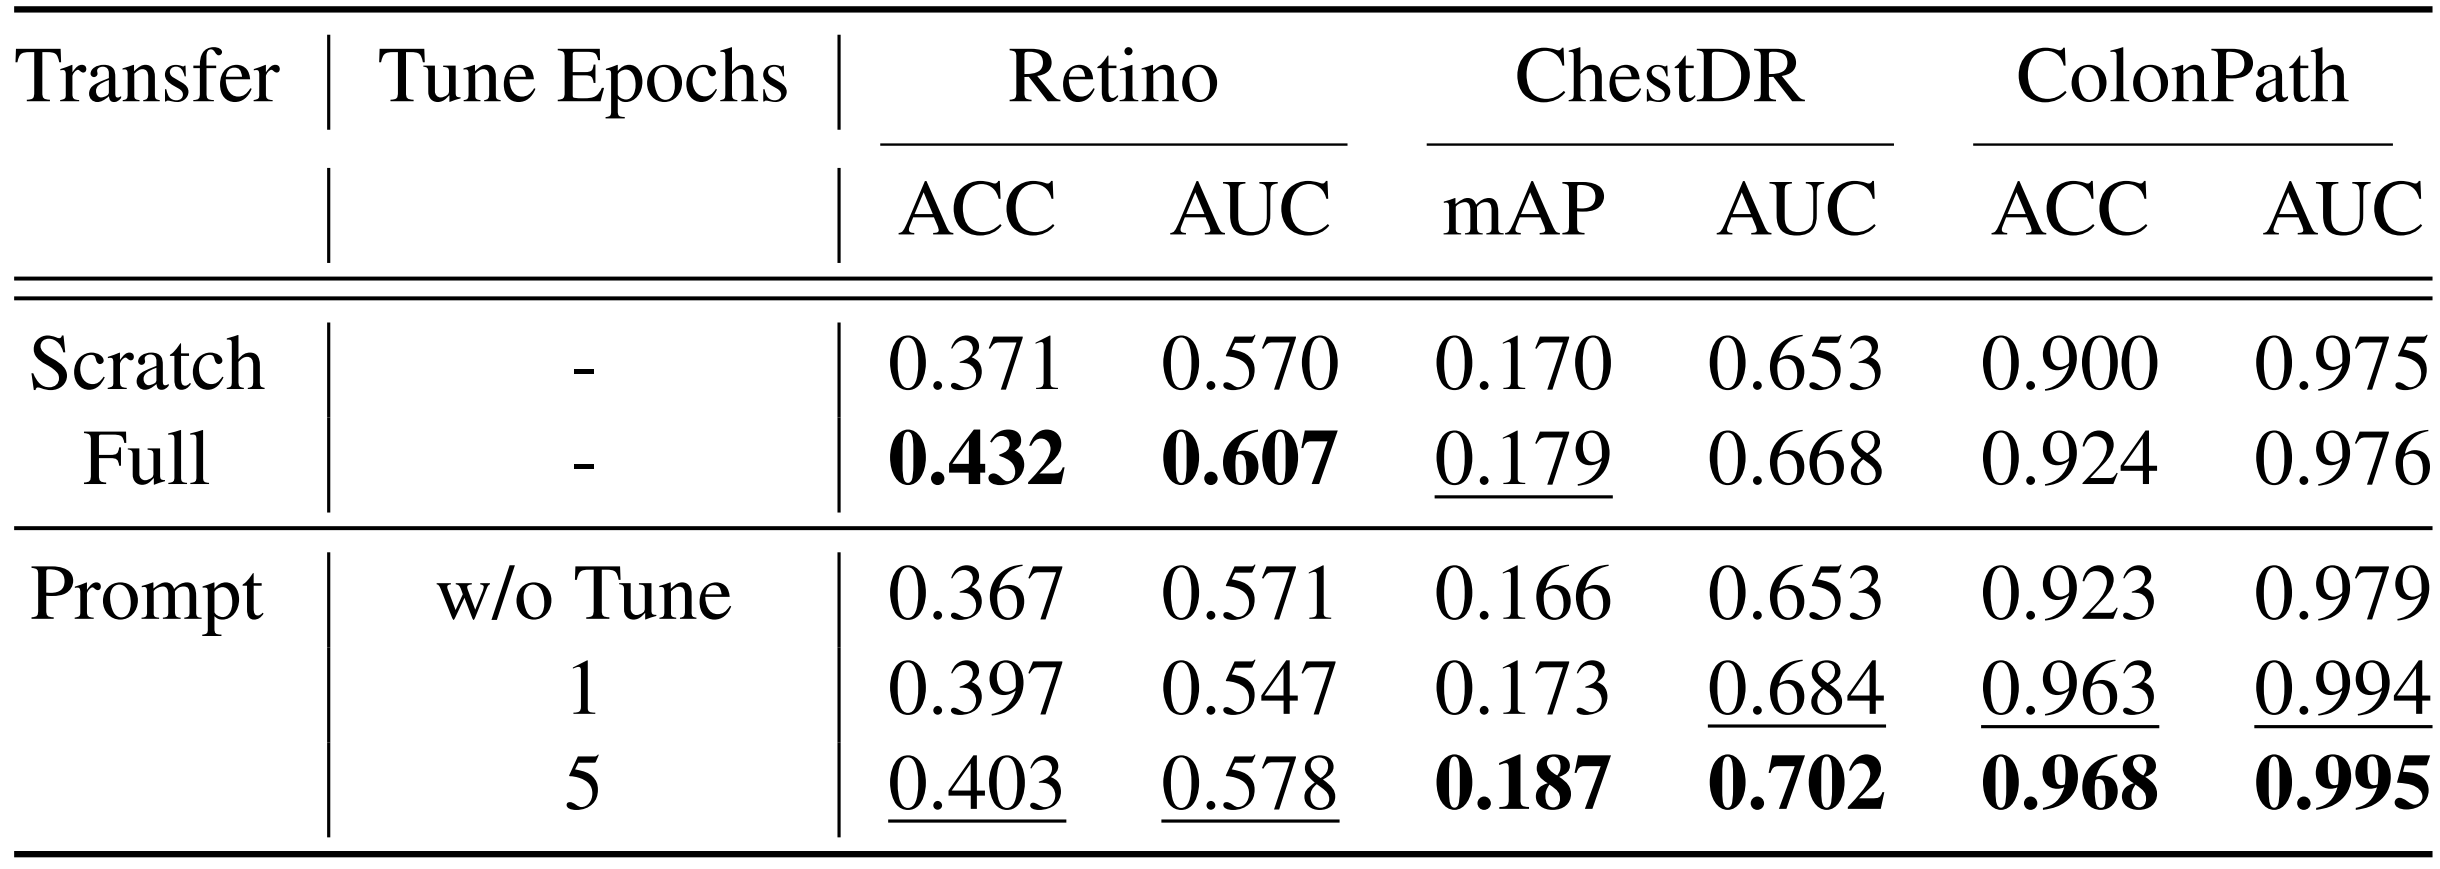 Transfer Tune Epochs Retino ChestDR ColonPath
ACC AUC mAP AUC ACC AUC
Scratch - 0.371 0.570 0.170 0.653 0.900 0.975
Full - 0.432 0.607 0.179 0.668 0.924 0.976
Prompt w/o Tune 0.367 0.571 0.166 0.653 0.923 0.979
1 0.397 0.547 0.173 0.684 0.963 0.994
5 0.403 0.578 0.187 0.702 0.968 0.995